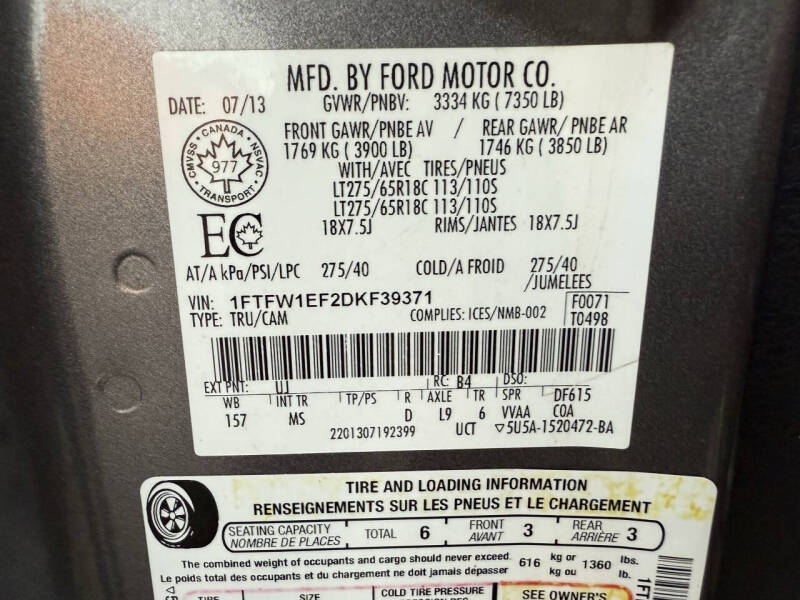 MFD. BY FORD MOTOR CO.
DATE: 07/13
GVWR/PNBV: 3334 KG ( 7350 LB)
FRONT GAWR/PNBE AV / REAR GAWR/ PNBE AR
1769 KG ( 3900 LB) 1746 KG ( 3850 LB)
WITH/AVEC TIRES/PNEUS
LT275/65R18C 113/110S
LT275/65R18C 113/110S
18X7.5J RIMS/JANTES 18X7.5J
CMVSS • CANADA • NSVAC
977
TRANSPORT
EC
AT/A kPa/PSI/LPC 275/40 COLD/A FROID 275/40
/JUMELEES
VIN: 1FTFW1EF2DKF39371
F0071
TYPE: TRU/CAM COMPLIES: ICES/NMB-002
T0498
EXT PNT: UJ RC: B4 DSO:
WB INT TR TP/PS R AXLE TR SPR DF615
157 MS D L9 6 VVAA COA
2201307192399 UCT ▽5U5A-1520472-BA
TIRE AND LOADING INFORMATION
RENSEIGNEMENTS SUR LES PNEUS ET LE CHARGEMENT
SEATING CAPACITY TOTAL 6 FRONT 3 REAR 3
NOMBRE DE PLACES AVANT ARRIÈRE
The combined weight of occupants and cargo should never exceed 616 kg or 1360 lbs.
Le poids total des occupants et du chargement ne doit jamais dépasser kg ou lb.
TIRE SIZE COLD TIRE PRESSURE SEE OWNER'S